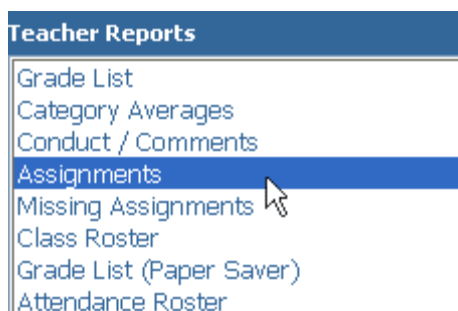 Teacher Reports
Grade List
Category Averages
Conduct / Comments
Assignments
Missing Assignments
Class Roster
Grade List (Paper Saver)
Attendance Roster